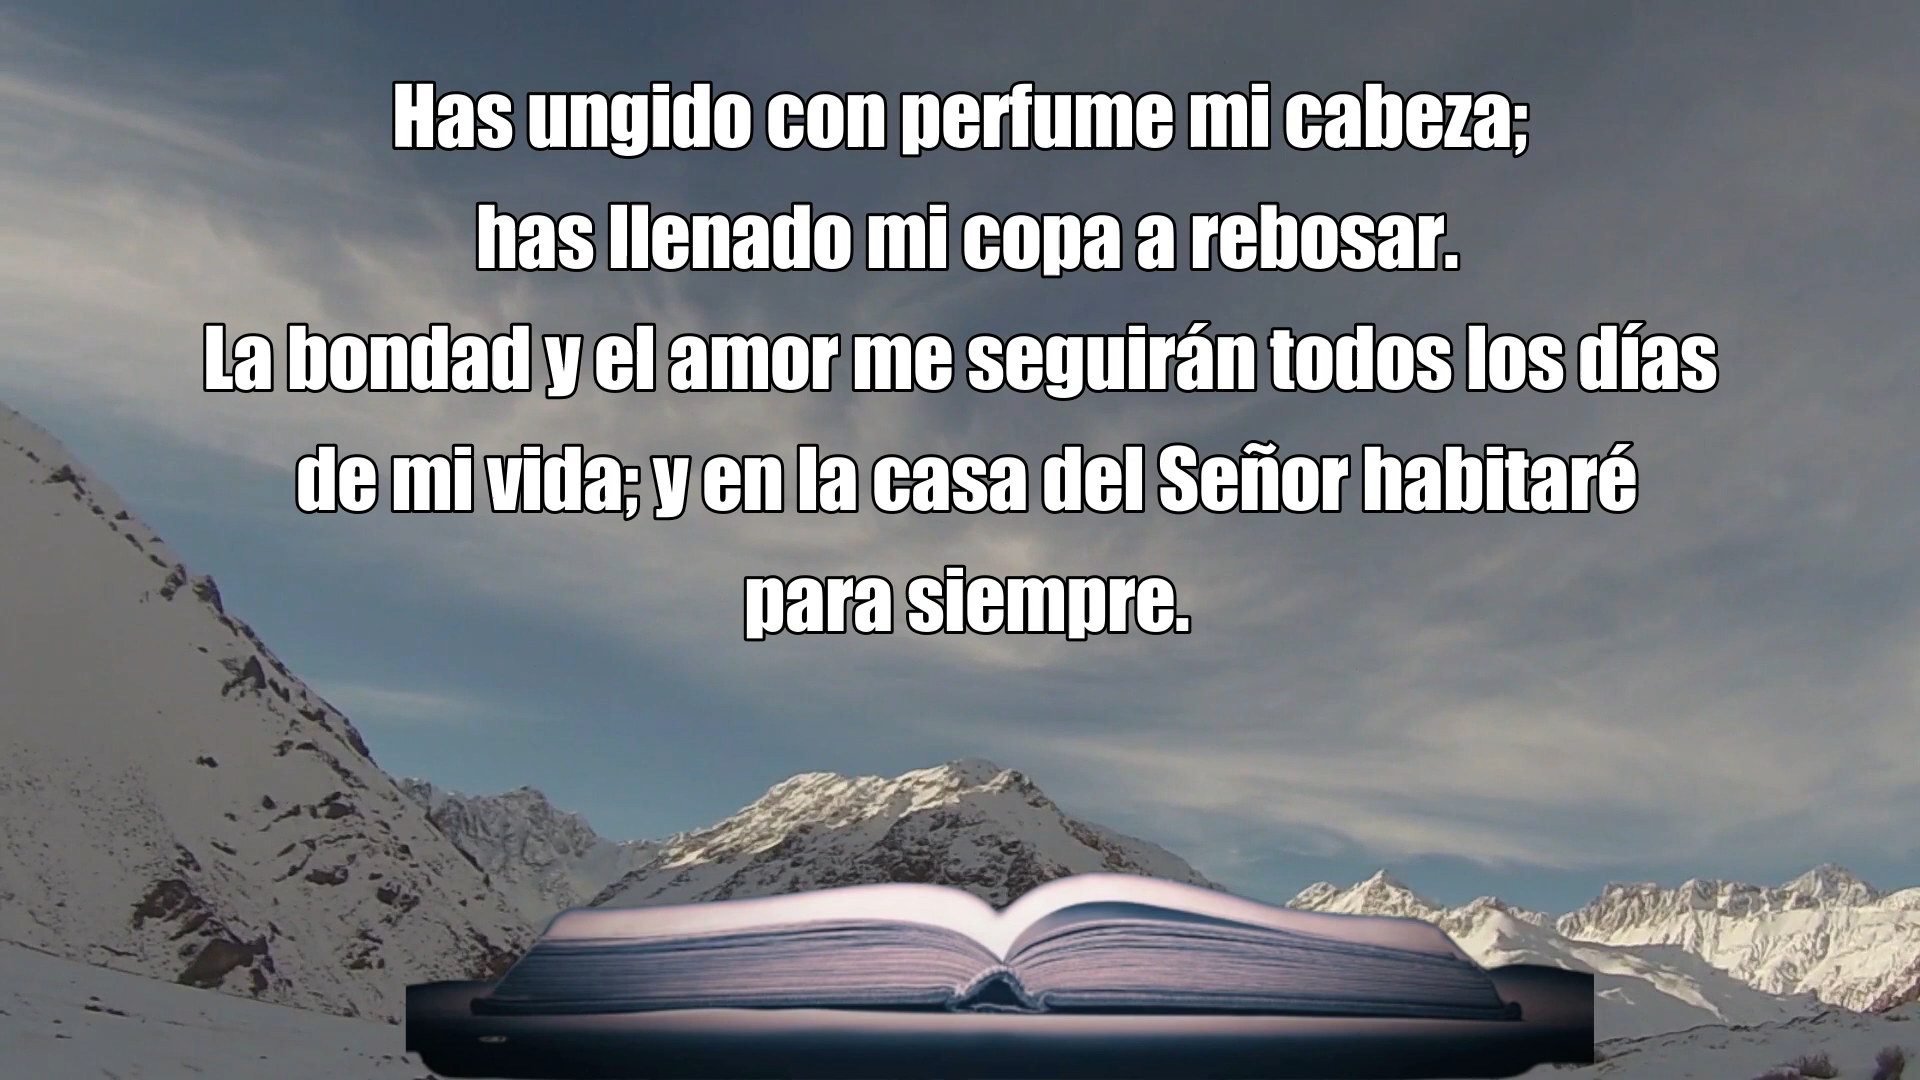 Has ungido con perfume mi cabeza;
has llenado mi copa a rebosar.
La bondad y el amor me seguirán todos los días
de mi vida; y en la casa del Señor habitaré
para siempre.